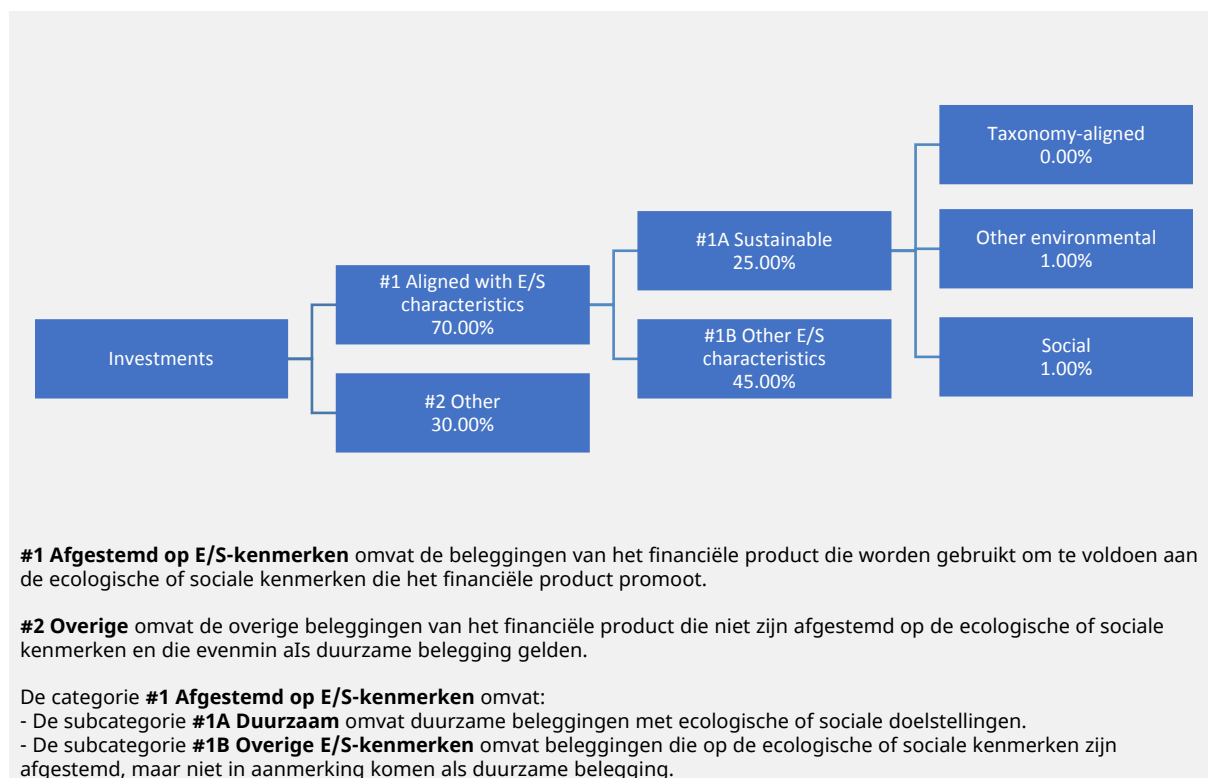 Investments
#1 Aligned with E/S
characteristics
70.00%
#2 Other
30.00%
#1A Sustainable
25.00%
#1B Other E/S
characteristics
45.00%
Taxonomy-aligned
0.00%
Other environmental
1.00%
Social
1.00%
#1 Afgestemd op E/S-kenmerken omvat de beleggingen van het financiële product die worden gebruikt om te voldoen aan
de ecologische of sociale kenmerken die het financiële product promoot.
#2 Overige omvat de overige beleggingen van het financiële product die niet zijn afgestemd op de ecologische of sociale
kenmerken en die evenmin aIs duurzame belegging gelden.
De categorie #1 Afgestemd op E/S-kenmerken omvat:
- De subcategorie #1A Duurzaam omvat duurzame beleggingen met ecologische of sociale doelstellingen.
- De subcategorie #1B Overige E/S-kenmerken omvat beleggingen die op de ecologische of sociale kenmerken zijn
afgestemd, maar niet in aanmerking komen als duurzame belegging.